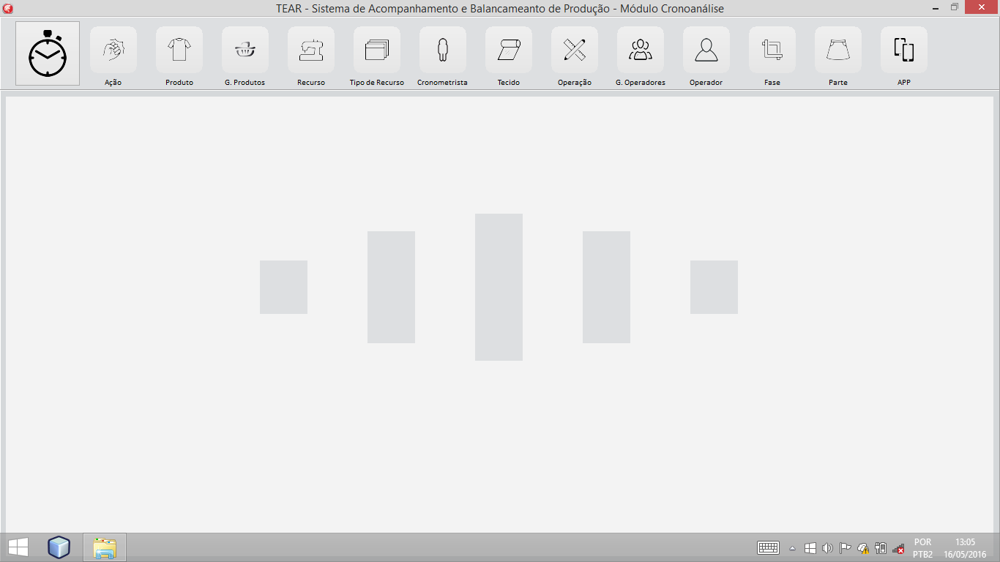 TEAR - Sistema de Acompanhamento e Balancameanto de Produção - Módulo Cronoanálise
Ação
Produto
G. Produtos
Recurso
Tipo de Recurso
Cronometrista
Tecido
Operação
G. Operadores
Operador
Fase
Parte
APP
POR
PTB2
13:05
16/05/2016